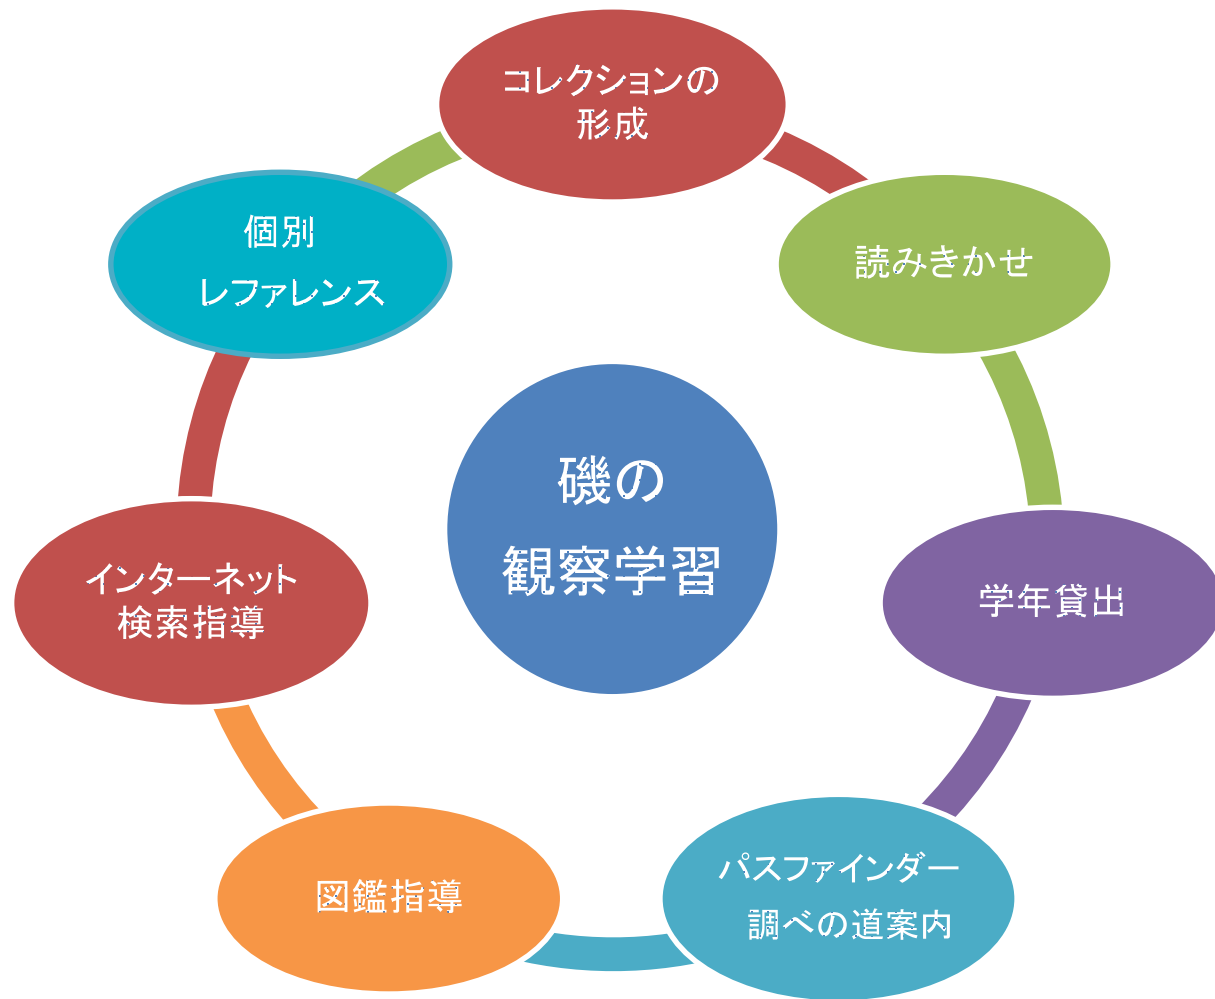 コレクションの
形成
読みきかせ
学年貸出
パスファインダー
調べの道案内
図鑑指導
インターネット
検索指導
個別
レファレンス
磯の
観察学習